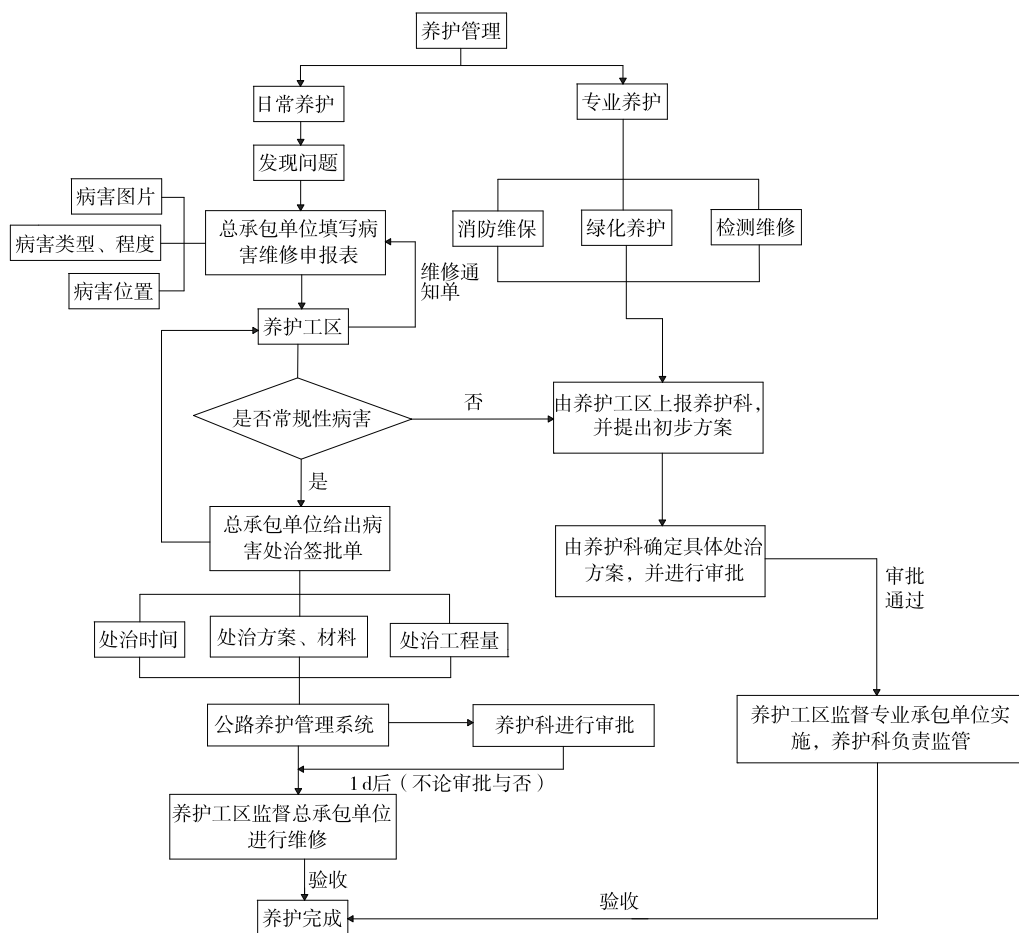 养护管理
日常养护
专业养护
发现问题
病害图片
病害类型、程度
病害位置
总承包单位填写病
害维修申报表
维修通
知单
消防维保
绿化养护
检测维修
养护工区
是否常规性病害
否
是
由养护工区上报养护科，
并提出初步方案
总承包单位给出病
害处治签批单
由养护科确定具体处治
方案，并进行审批
审批
通过
处治时间
处治方案、材料
处治工程量
公路养护管理系统
养护科进行审批
养护工区监督专业承包单位实
施，养护科负责监管
1 d后（不论审批与否）
养护工区监督总承包单位
进行维修
验收
验收
养护完成